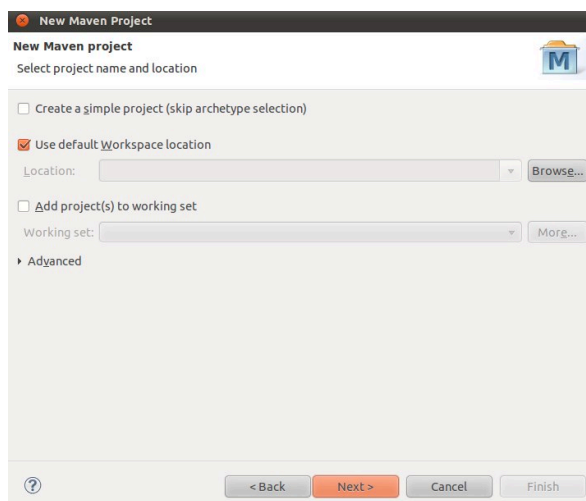 New Maven Project
New Maven project
Select project name and location
M
Create a simple project (skip archetype selection)
Use default Workspace location
Location:
Browse...
Add project(s) to working set
Working set:
More...
Advanced
?
< Back
Next >
Cancel
Finish